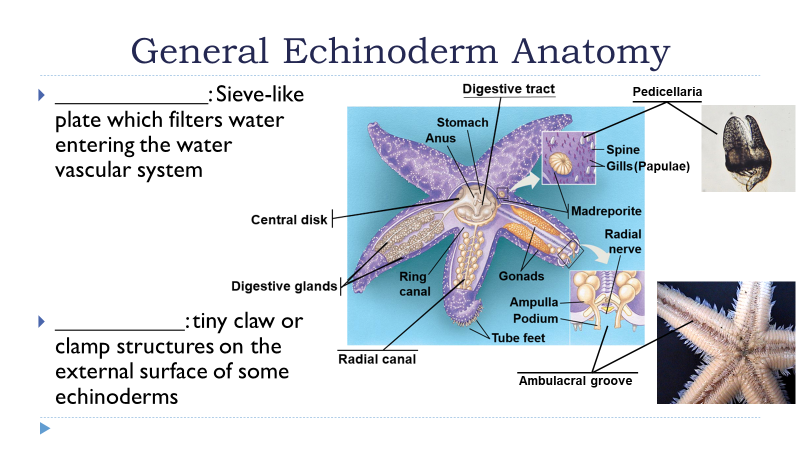 General Echinoderm Anatomy
_____________: Sieve-like
plate which filters water
entering the water
vascular system
___________: tiny claw or
clamp structures on the
external surface of some
echinoderms
Digestive tract
Pedicellaria
Stomach
Anus
Spine
Gills(Papulae)
Central disk
Madreporite
Radial
nerve
Digestive glands
Ring
canal
Gonads
Ampulla
Podium
Tube feet
Radial canal
Ambulacral groove